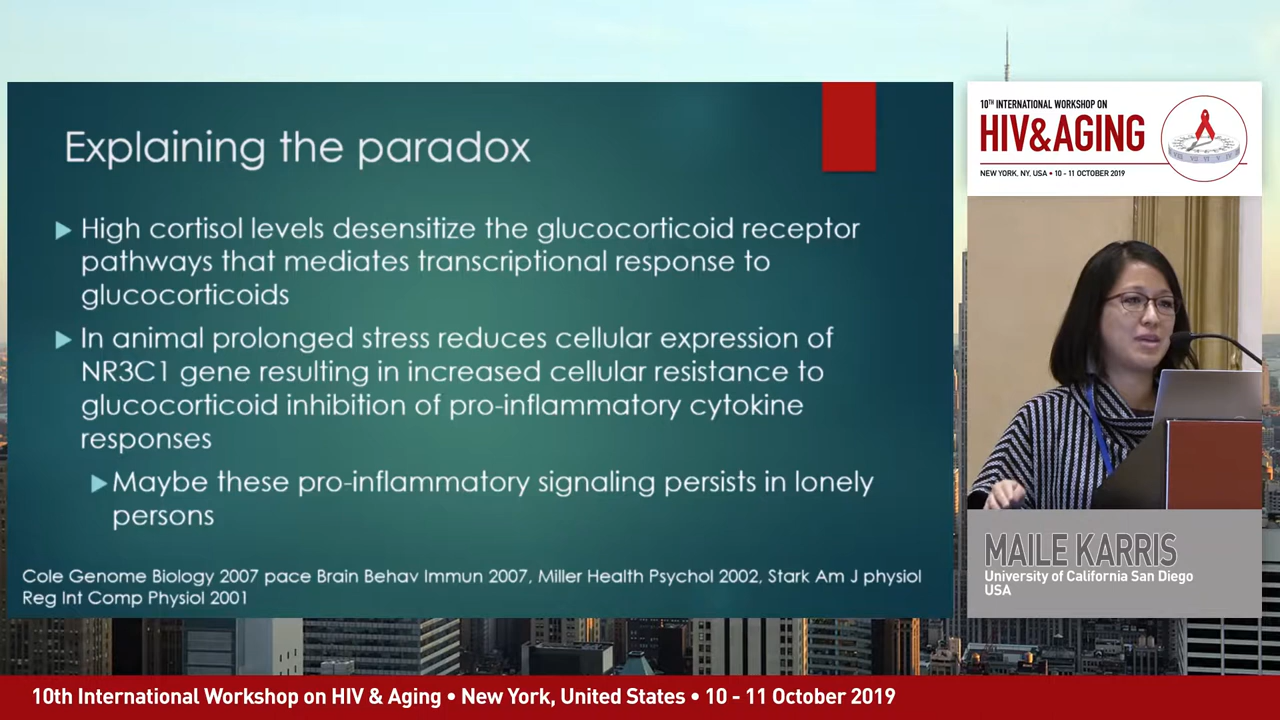 Explaining the paradox
High cortisol levels desensitize the glucocorticoid receptor
pathways that mediates transcriptional response to
glucocorticoids
In animal prolonged stress reduces cellular expression of
NR3C1 gene resulting in increased cellular resistance to
glucocorticoid inhibition of pro-inflammatory cytokine
responses
Maybe these pro-inflammatory signaling persists in lonely
persons
Cole Genome Biology 2007 pace Brain Behav Immun 2007, Miller Health Psychol 2002, Stark Am J physiol
Reg Int Comp Physiol 2001
10TH INTERNATIONAL WORKSHOP ON
HIV&AGING
NEW YORK, NY, USA • 10 - 11 OCTOBER 2019
MAILE KARRIS
University of California San Diego
USA
10th International Workshop on HIV & Aging • New York, United States • 10 - 11 October 2019